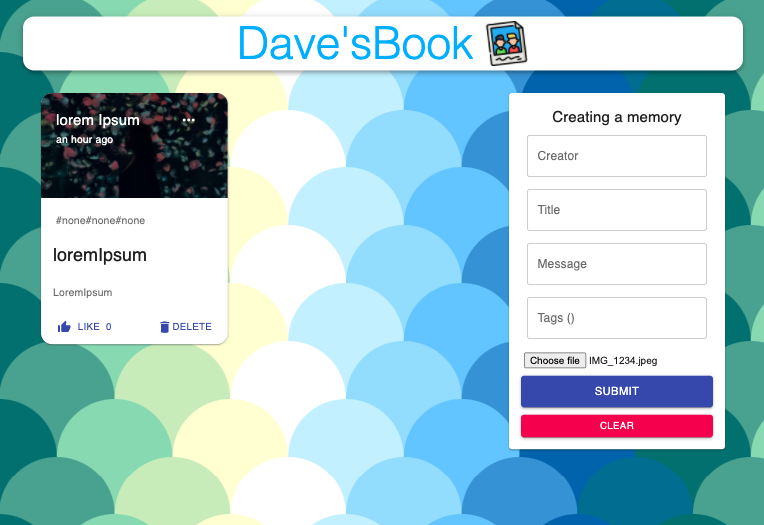 Dave'sBook
lorem Ipsum
an hour ago
#none#none#none
loremIpsum
LoremIpsum
LIKE 0
DELETE
Creating a memory
Creator
Title
Message
Tags ()
Choose file IMG_1234.jpeg
SUBMIT
CLEAR